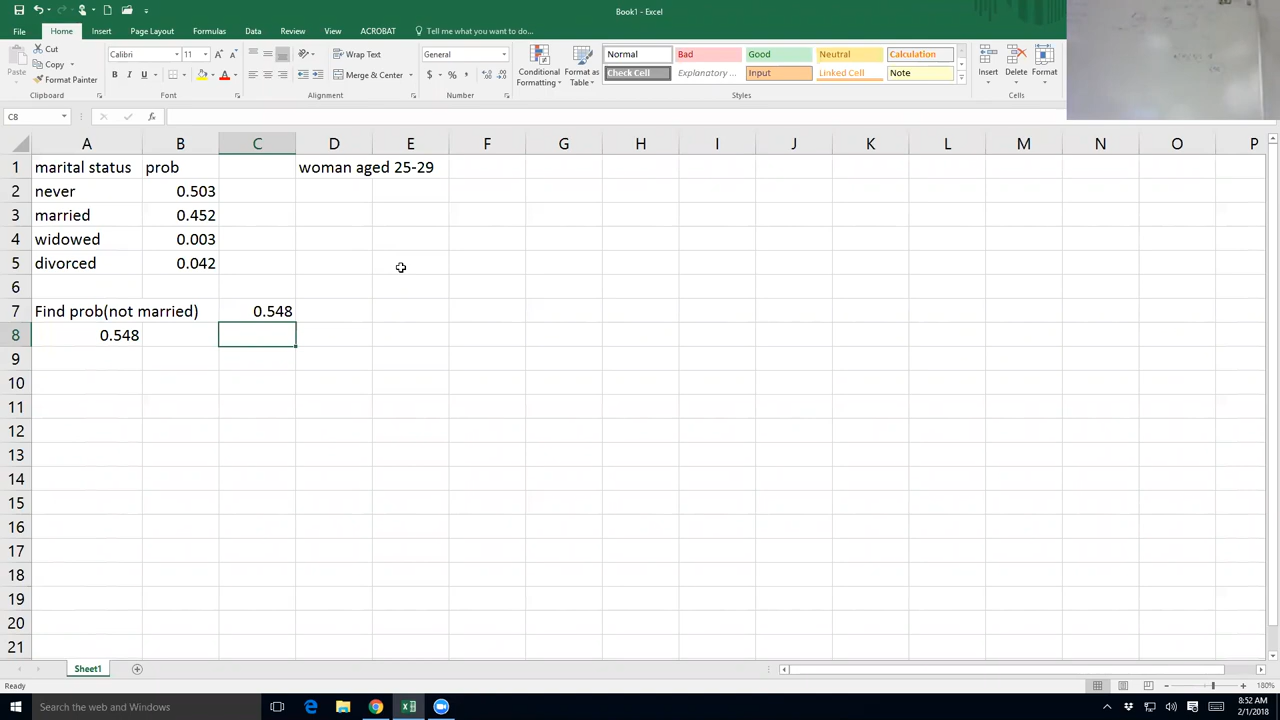 Book1 - Excel
File Home Insert Page Layout Formulas Data Review View ACROBAT Tell me what you want to do...
Paste Cut Copy Format Painter
Clipboard
Calibri 11
B I U
Font
Wrap Text
Merge & Center
Alignment
General
$ % ,
Number
Conditional Formatting Format as Table
Normal Bad Good Neutral Calculation
Check Cell Explanatory ... Input Linked Cell Note
Styles
Insert Delete Format
Cells
C8 fx
A B C D E F G H I J K L M N O P
1 marital status prob woman aged 25-29
2 never 0.503
3 married 0.452
4 widowed 0.003
5 divorced 0.042
6
7 Find prob(not married) 0.548
8 0.548
9
10
11
12
13
14
15
16
17
18
19
20
21
Sheet1
Ready 180%
Search the web and Windows
8:52 AM
2/1/2018